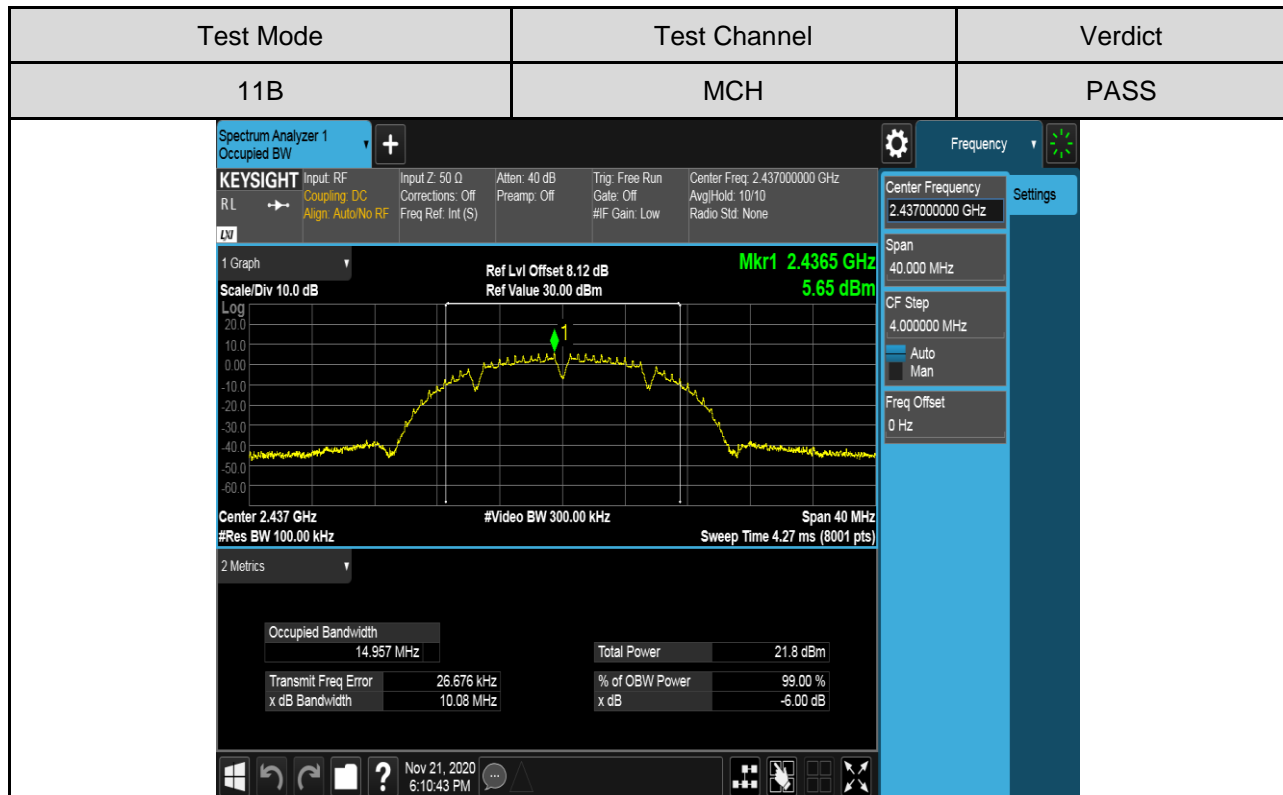 Test Mode Test Channel Verdict
11B MCH PASS
Spectrum Analyzer 1
Occupied BW
+
Frequency
KEYSIGHT
R L
LXI
Input: RF
Coupling: DC
Align: Auto/No RF
Input Z: 50 Ω
Corrections: Off
Freq Ref: Int (S)
Atten: 40 dB
Preamp: Off
Trig: Free Run
Gate: Off
#IF Gain: Low
Center Freq: 2.437000000 GHz
Avg|Hold: 10/10
Radio Std: None
Center Frequency
2.437000000 GHz
Settings
Span
40.000 MHz
CF Step
4.000000 MHz
Auto
Man
Freq Offset
0 Hz
1 Graph
Scale/Div 10.0 dB
Ref Lvl Offset 8.12 dB
Ref Value 30.00 dBm
Mkr1 2.4365 GHz
5.65 dBm
Log
20.0
10.0
0.00
-10.0
-20.0
-30.0
-40.0
-50.0
-60.0
1
Center 2.437 GHz
#Res BW 100.00 kHz
#Video BW 300.00 kHz
Span 40 MHz
Sweep Time 4.27 ms (8001 pts)
2 Metrics
Occupied Bandwidth
14.957 MHz
Total Power 21.8 dBm
Transmit Freq Error 26.676 kHz
% of OBW Power 99.00 %
x dB Bandwidth 10.08 MHz
x dB -6.00 dB
?
Nov 21, 2020
6:10:43 PM